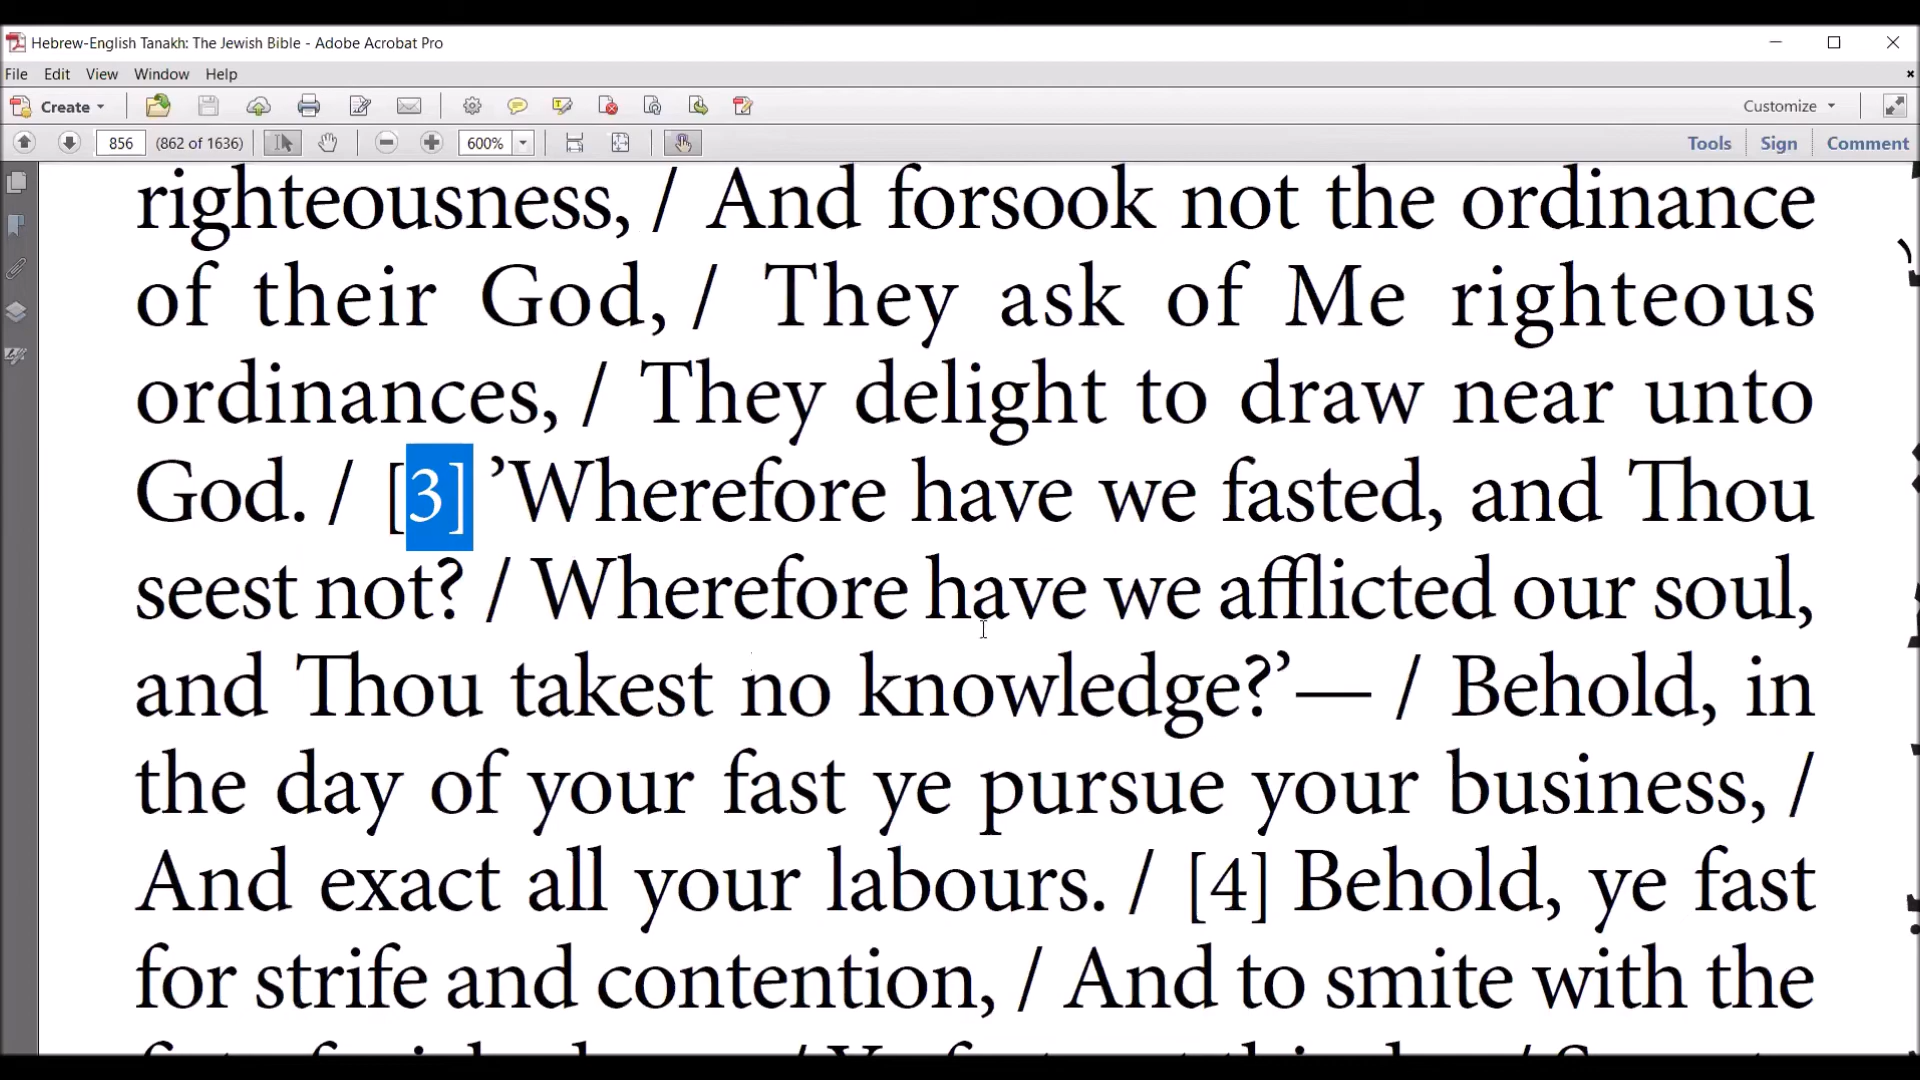 Hebrew-English Tanakh: The Jewish Bible - Adobe Acrobat Pro
File Edit View Window Help
Create Customize
856 (862 of 1636) 600% Tools Sign Comment
righteousness, / And forsook not the ordinance
of their God, / They ask of Me righteous
ordinances, / They delight to draw near unto
God. / [3] ’Wherefore have we fasted, and Thou
seest not? / Wherefore have we afflicted our soul,
and Thou takest no knowledge?’— / Behold, in
the day of your fast ye pursue your business, /
And exact all your labours. / [4] Behold, ye fast
for strife and contention, / And to smite with the